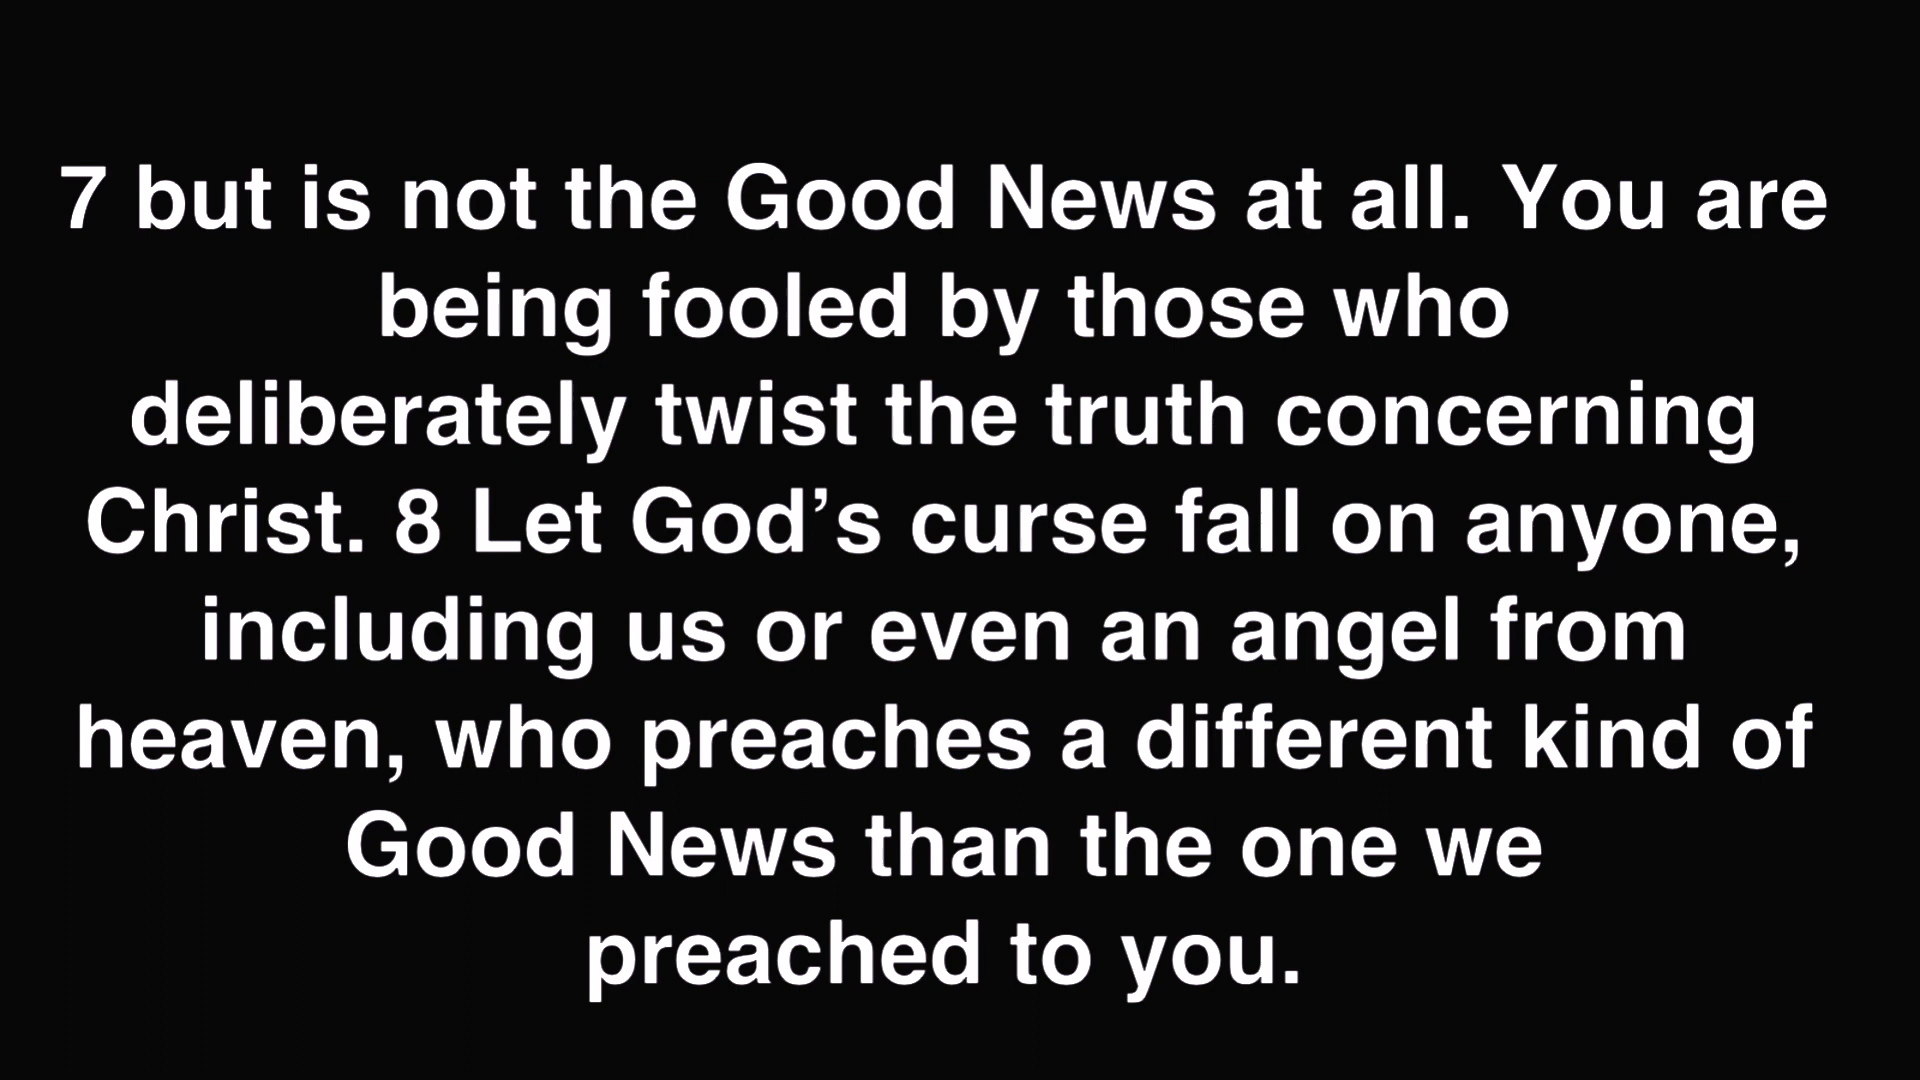 7 but is not the Good News at all. You are
being fooled by those who
deliberately twist the truth concerning
Christ. 8 Let God’s curse fall on anyone,
including us or even an angel from
heaven, who preaches a different kind of
Good News than the one we
preached to you.